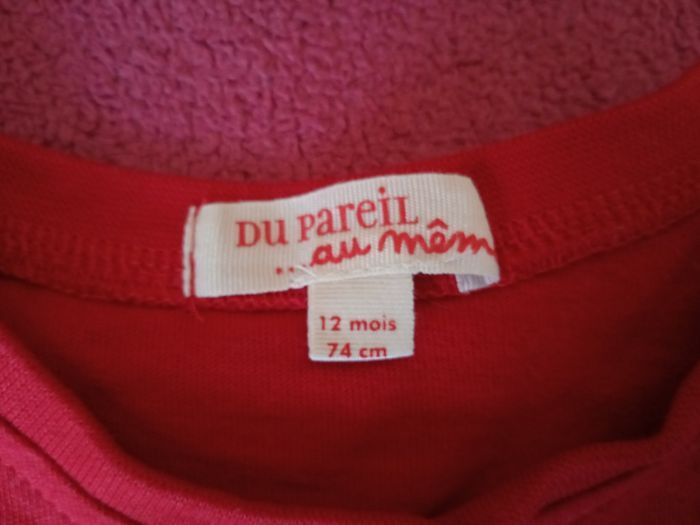 DU PAREIL
...au mêm
12 mois
74 cm